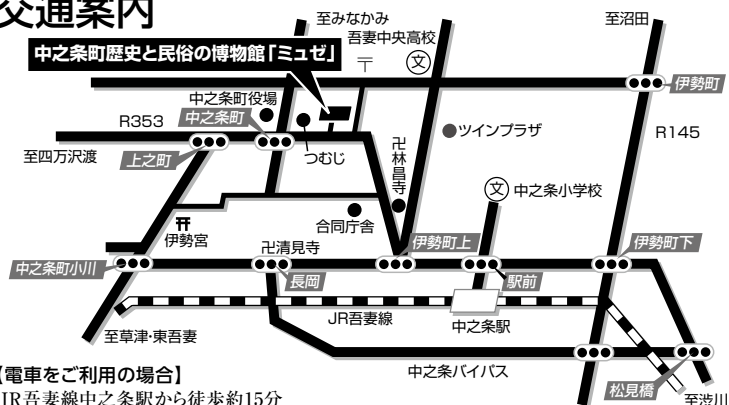 交通案内
至みなかみ
至沼田
吾妻中央高校
中之条町歴史と民俗の博物館「ミュゼ」
〒
文
伊勢町
中之条町役場
中之条町
R353
R145
ツインプラザ
至四万沢渡
上之町
つむじ
卍林昌寺
文 中之条小学校
伊勢宮
合同庁舎
卍清見寺
伊勢町上
伊勢町下
中之条町小川
長岡
駅前
JR吾妻線
中之条駅
至草津・東吾妻
中之条バイパス
松見橋
至渋川
【電車をご利用の場合】
JR吾妻線中之条駅から徒歩約15分